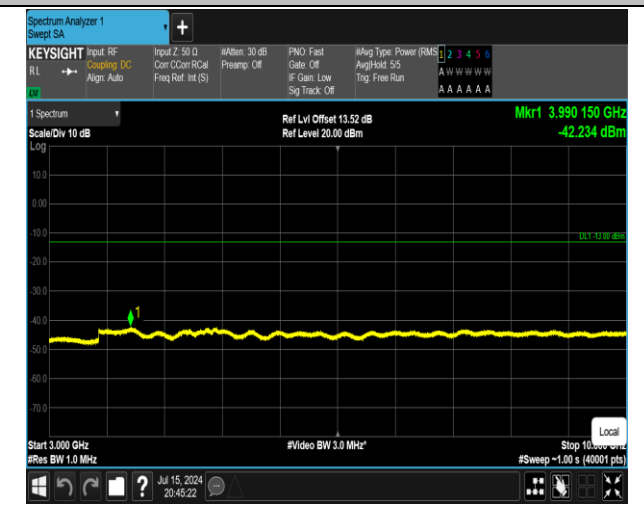 Spectrum Analyzer 1
Swept SA
+
KEYSIGHT Input: RF Input Z: 50 Ω #Atten: 30 dB PNO: Fast #Avg Type: Power (RMS 1 2 3 4 5 6
RL Coupling: DC Corr CCorr RCal Preamp: Off Gate: Off Avg|Hold: 5/5 A W W W W W
Align: Auto Freq Ref: Int (S) IF Gain: Low Trig: Free Run
Sig Track: Off A A A A A A
1 Spectrum Ref Lvl Offset 13.52 dB Mkr1 3.990 150 GHz
Scale/Div 10 dB Ref Level 20.00 dBm -42.234 dBm
Log
10.0
0.00
-10.0
DL1 -13.00 dBm
-20.0
-30.0
1
-40.0
-50.0
-60.0
-70.0
Local
Start 3.000 GHz #Video BW 3.0 MHz* Stop 10.
#Res BW 1.0 MHz #Sweep ~1.00 s (40001 pts)
? Jul 15, 2024
20:45:22